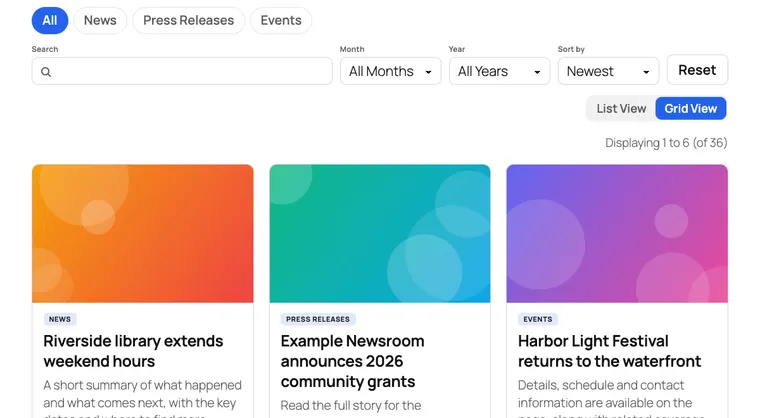 All News Press Releases Events
Search Month Year Sort by
All Months All Years Newest Reset
List View Grid View
Displaying 1 to 6 (of 36)
NEWS
Riverside library extends
weekend hours
A short summary of what happened
and what comes next, with the key
PRESS RELEASES
Example Newsroom
announces 2026
community grants
Read the full story for the
EVENTS
Harbor Light Festival
returns to the waterfront
Details, schedule and contact
information are available on the